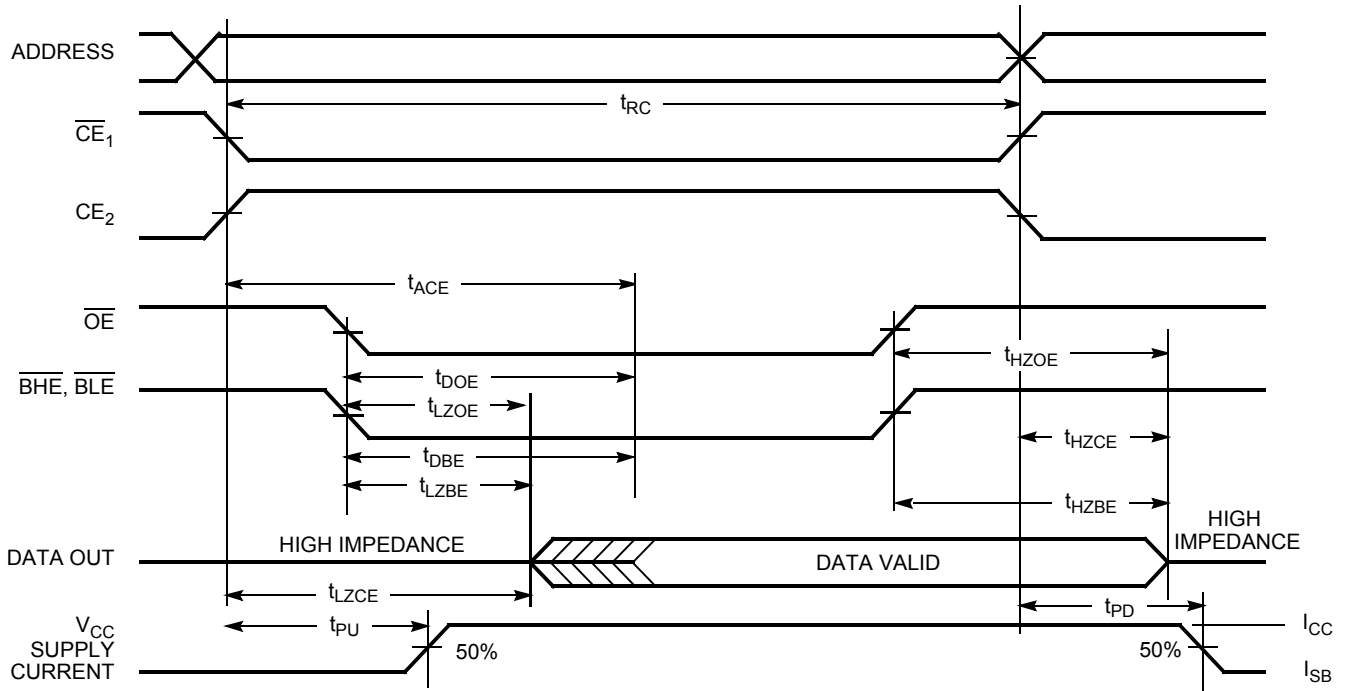 ADDRESS
tRC
CE1
CE2
tACE
OE
tHZOE
tDOE
BHE, BLE
tLZOE
tHZCE
tDBE
tLZBE
tHZBE
HIGH
IMPEDANCE
HIGH IMPEDANCE
DATA OUT
DATA VALID
tLZCE
tPD
VCC
SUPPLY
CURRENT
tPU
ICC
50%
50%
ISB